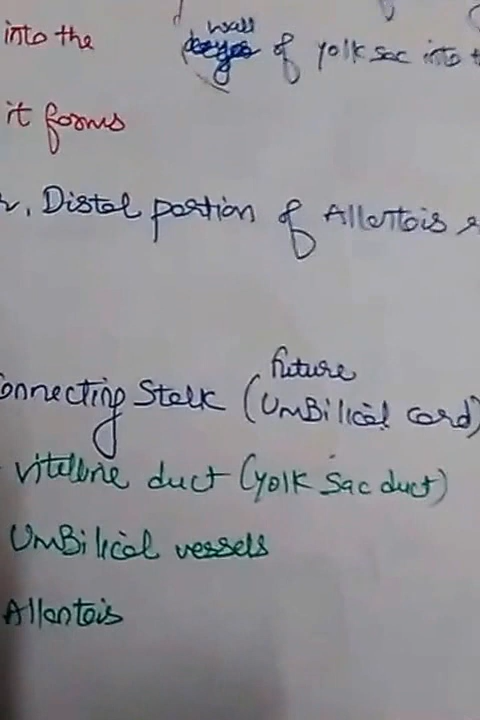 into the
wall
of yolk sac into t
it forms
r. Distal portion of Allantois
future
onnecting Stalk (UmBilical cord)
vitelline duct (yolk sac duct)
UmBilical vessels
Allantois